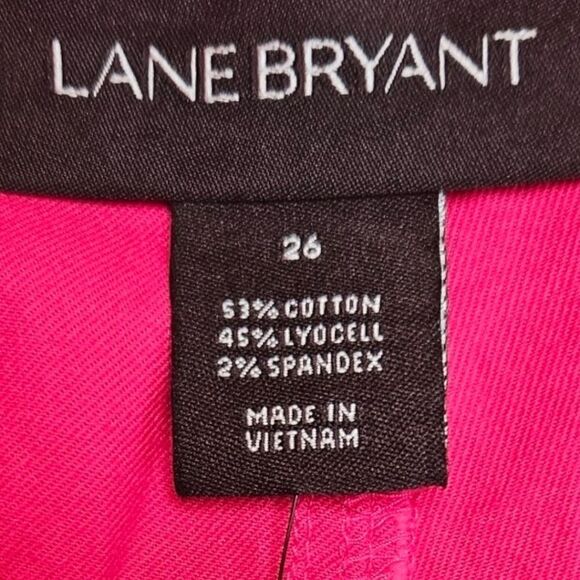 LANE BRYANT
26
53% COTTON
45% LYOCELL
2% SPANDEX
MADE IN
VIETNAM